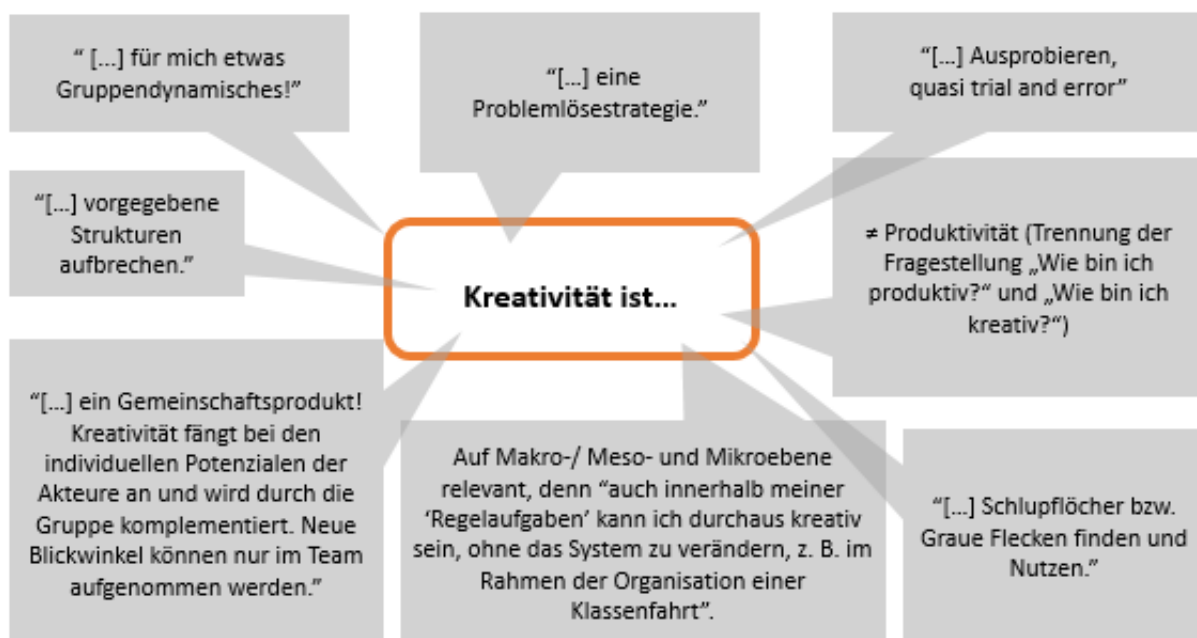 “ [...] für mich etwas
Gruppendynamisches!”
“[...] eine
Problemlösestrategie.”
“[...] Ausprobieren,
quasi trial and error”
“[...] vorgegebene
Strukturen
aufbrechen.”
≠ Produktivität (Trennung der
Fragestellung „Wie bin ich
produktiv?“ und „Wie bin ich
kreativ?“)
Kreativität ist...
“[...] ein Gemeinschaftsprodukt!
Kreativität fängt bei den
individuellen Potenzialen der
Akteure an und wird durch die
Gruppe komplementiert. Neue
Blickwinkel können nur im Team
aufgenommen werden.”
Auf Makro-/ Meso- und Mikroebene
relevant, denn “auch innerhalb meiner
‘Regelaufgaben’ kann ich durchaus kreativ
sein, ohne das System zu verändern, z. B. im
Rahmen der Organisation einer
Klassenfahrt”.
“[...] Schlupflöcher bzw.
Graue Flecken finden und
Nutzen.”